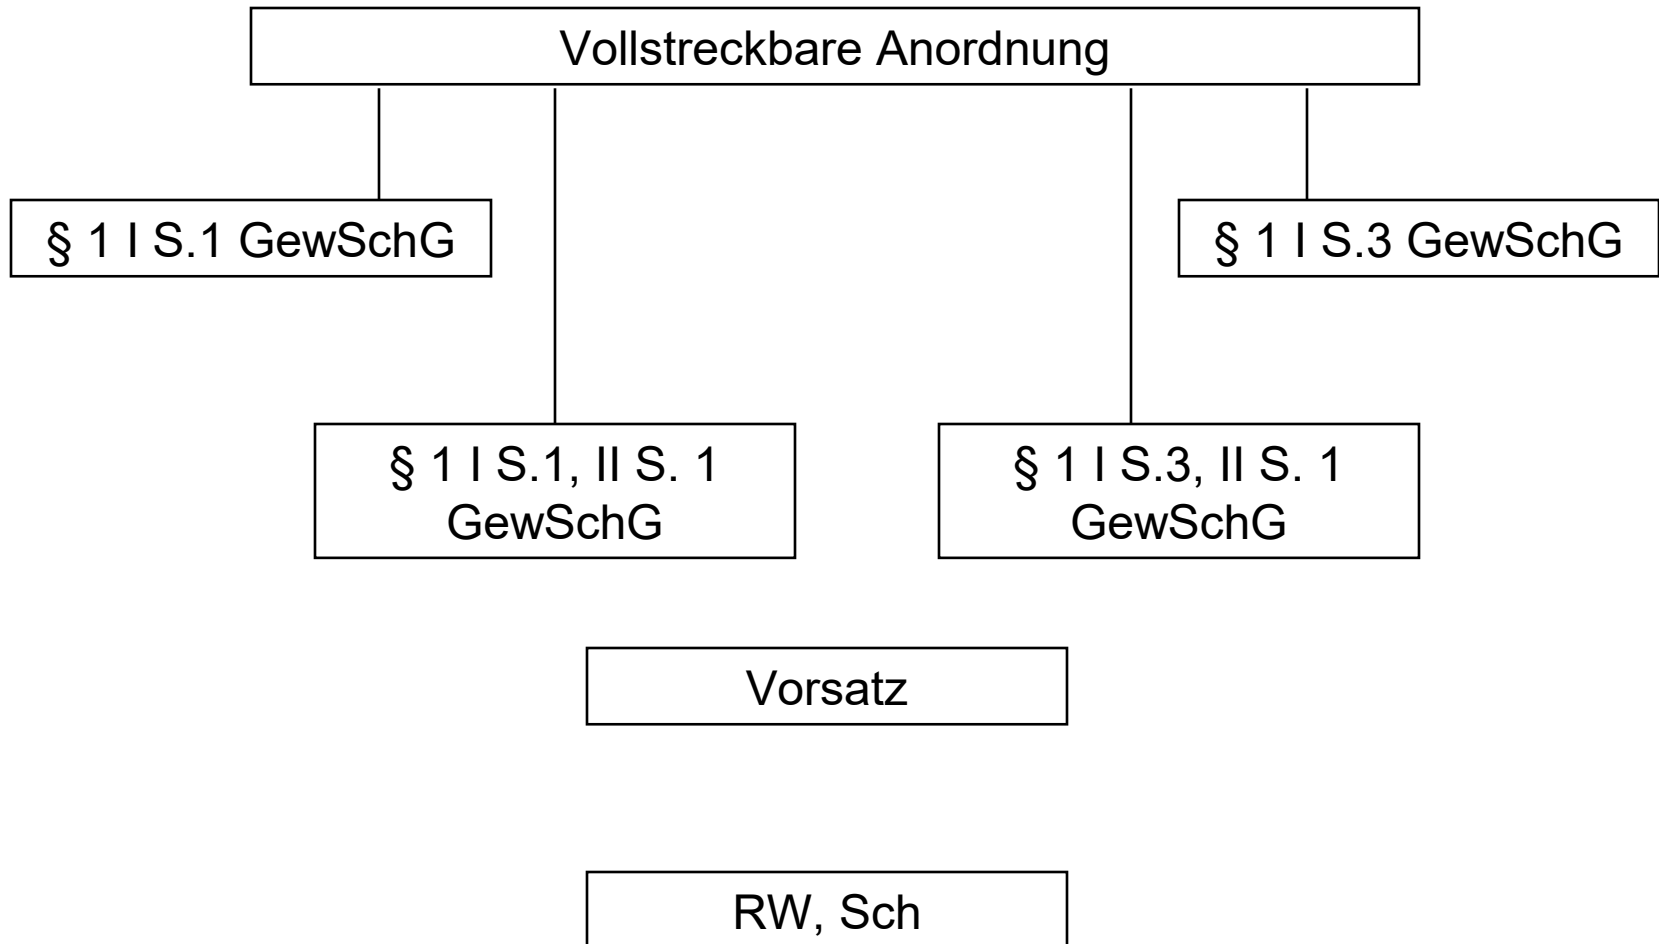 Vollstreckbare Anordnung
§ 1 I S.1 GewSchG
§ 1 I S.3 GewSchG
§ 1 I S.1, II S. 1
GewSchG
§ 1 I S.3, II S. 1
GewSchG
Vorsatz
RW, Sch